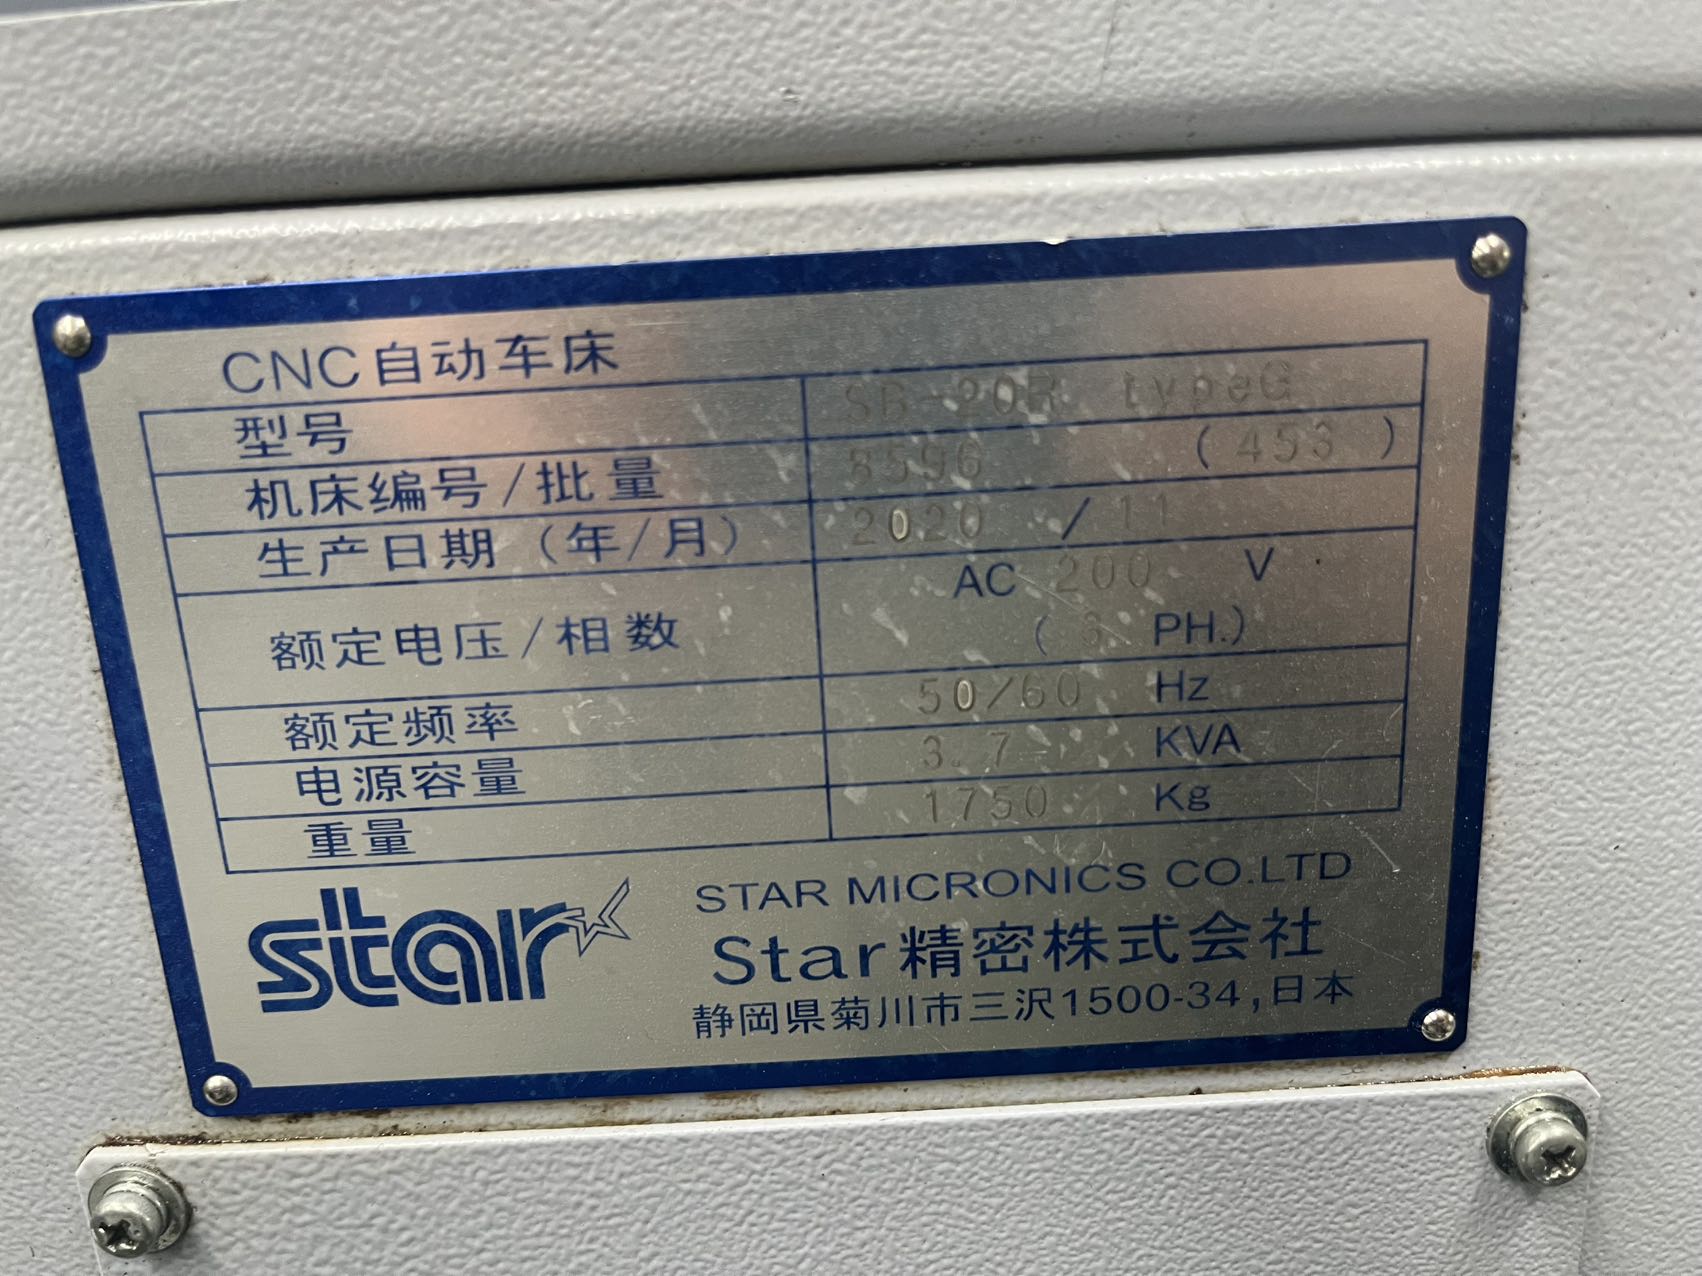 CNC自动车床
型号 SB-20R typeG
机床编号/批量 8596 (453)
生产日期(年/月) 2020 / 11
额定电压/相数 AC 200 V
(3 PH.)
额定频率 50/60 Hz
电源容量 3.7 KVA
重量 1750 Kg
star
STAR MICRONICS CO.LTD
Star精密株式会社
静岡県菊川市三沢1500-34,日本